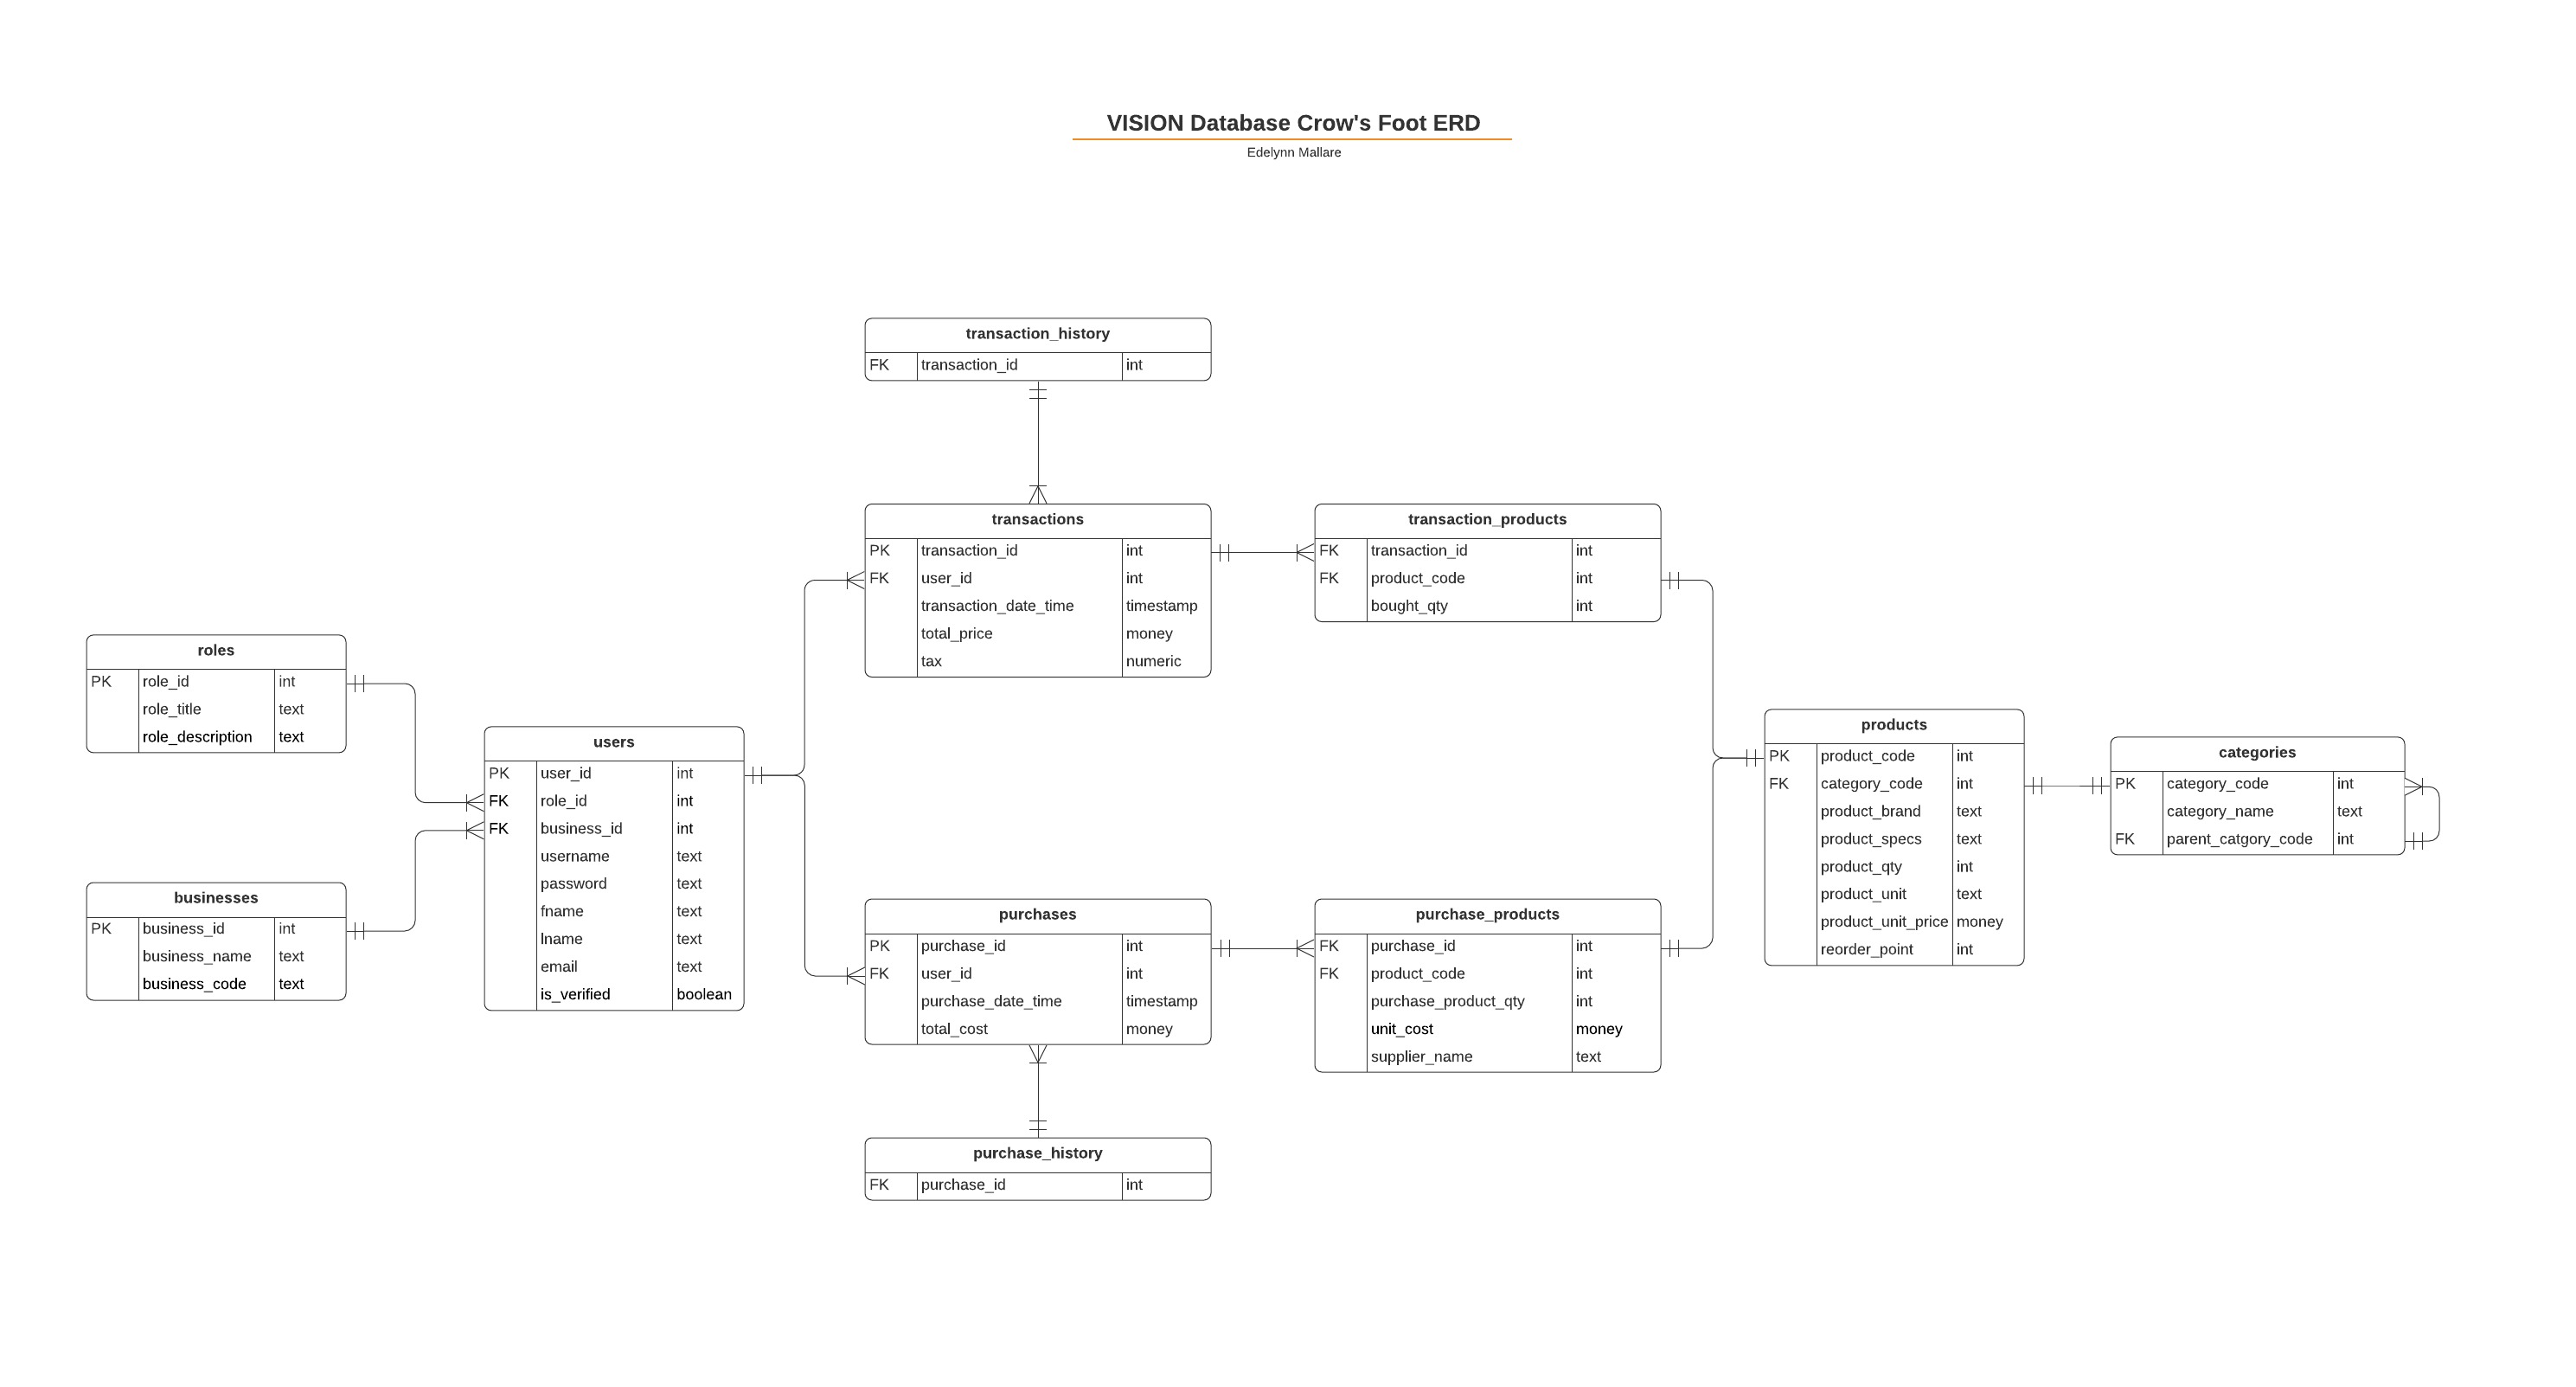 VISION Database Crow's Foot ERD
Edelynn Mallare
transaction_history
FK transaction_id int
transactions
PK transaction_id int
FK user_id int
transaction_date_time timestamp
total_price money
tax numeric
transaction_products
FK transaction_id int
FK product_code int
bought_qty int
roles
PK role_id int
role_title text
role_description text
businesses
PK business_id int
business_name text
business_code text
users
PK user_id int
FK role_id int
FK business_id int
username text
password text
fname text
lname text
email text
is_verified boolean
products
PK product_code int
FK category_code int
product_brand text
product_specs text
product_qty int
product_unit text
product_unit_price money
reorder_point int
categories
PK category_code int
category_name text
FK parent_catgory_code int
purchases
PK purchase_id int
FK user_id int
purchase_date_time timestamp
total_cost money
purchase_products
FK purchase_id int
FK product_code int
purchase_product_qty int
unit_cost money
supplier_name text
purchase_history
FK purchase_id int